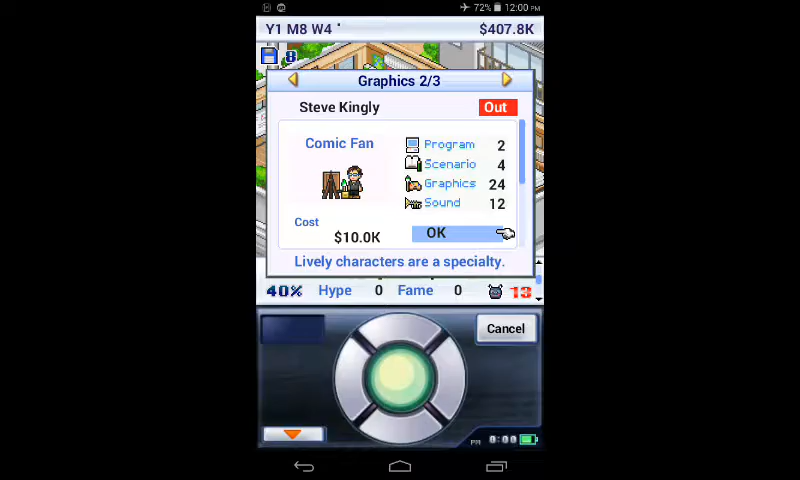 72% 12:00 PM
Y1 M8 W4 $407.8K
8
Graphics 2/3
Steve Kingly Out
Comic Fan
Program 2
Scenario 4
Graphics 24
Sound 12
Cost
$10.0K
OK
Lively characters are a specialty.
40% Hype 0 Fame 0 13
Cancel
PM 0:00